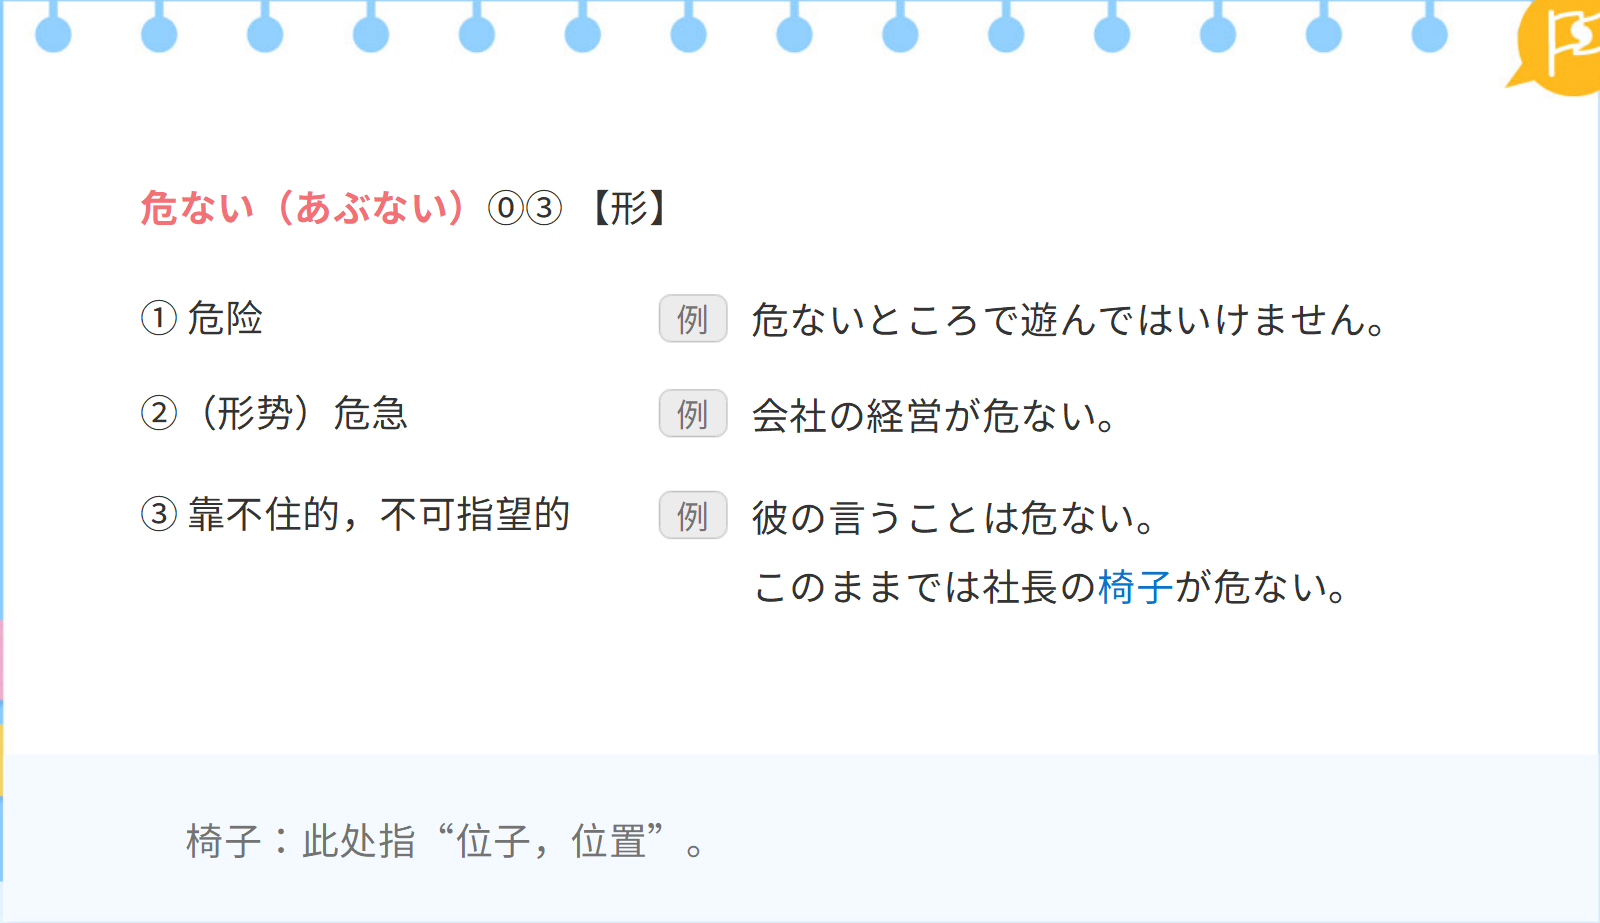 危ない（あぶない）⓪③ 【形】
① 危险 例 危ないところで遊んではいけません。
②（形势）危急 例 会社の経営が危ない。
③ 靠不住的，不可指望的 例 彼の言うことは危ない。
このままでは社長の椅子が危ない。
椅子：此处指“位子，位置”。